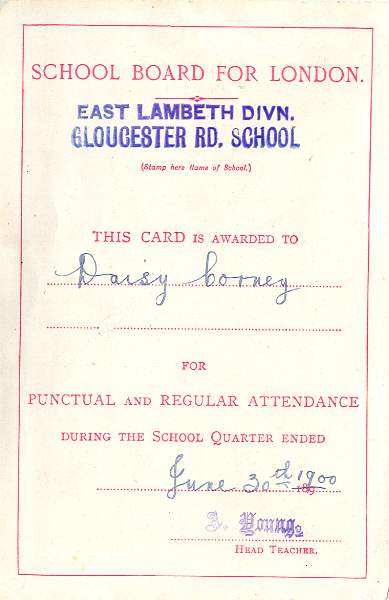 SCHOOL BOARD FOR LONDON.
EAST LAMBETH DIVN.
GLOUCESTER RD. SCHOOL
(Stamp here Name of School.)
THIS CARD IS AWARDED TO
Daisy Corney
FOR
PUNCTUAL AND REGULAR ATTENDANCE
DURING THE SCHOOL QUARTER ENDED
June 30th 1900
J. Young
HEAD TEACHER.